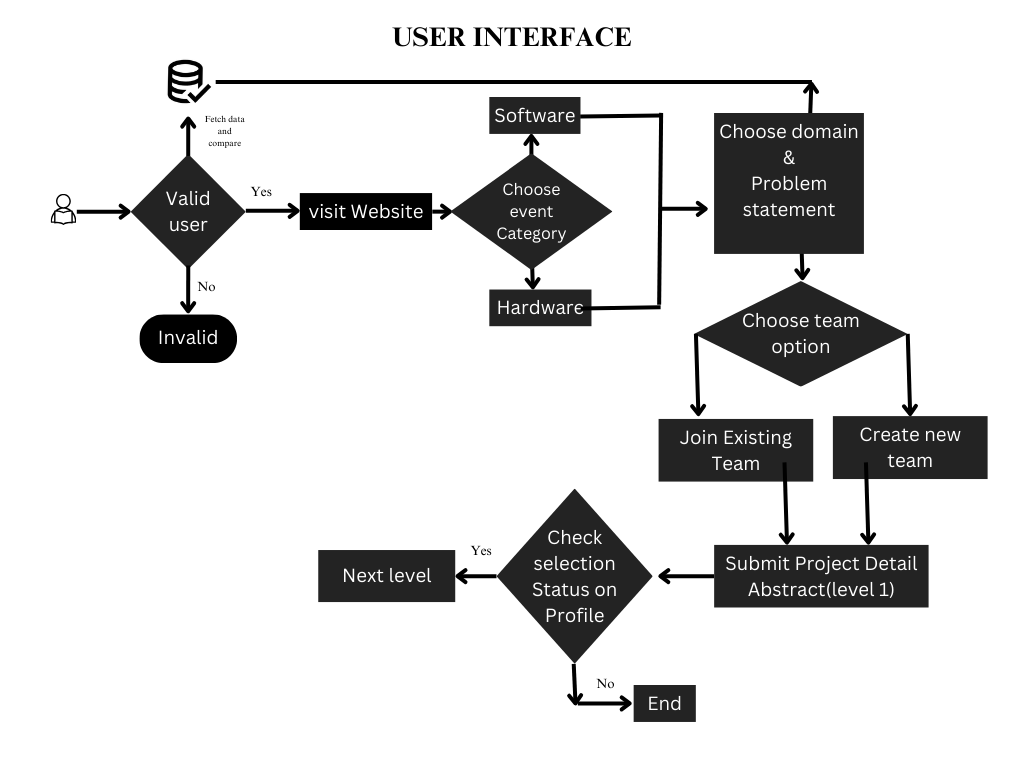 USER INTERFACE
Fetch data
and
compare
Valid
user
Yes
No
Invalid
visit Website
Software
Choose
event
Category
Hardware
Choose domain
&
Problem
statement
Choose team
option
Join Existing
Team
Create new
team
Submit Project Detail
Abstract(level 1)
Check
selection
Status on
Profile
Yes
Next level
No
End